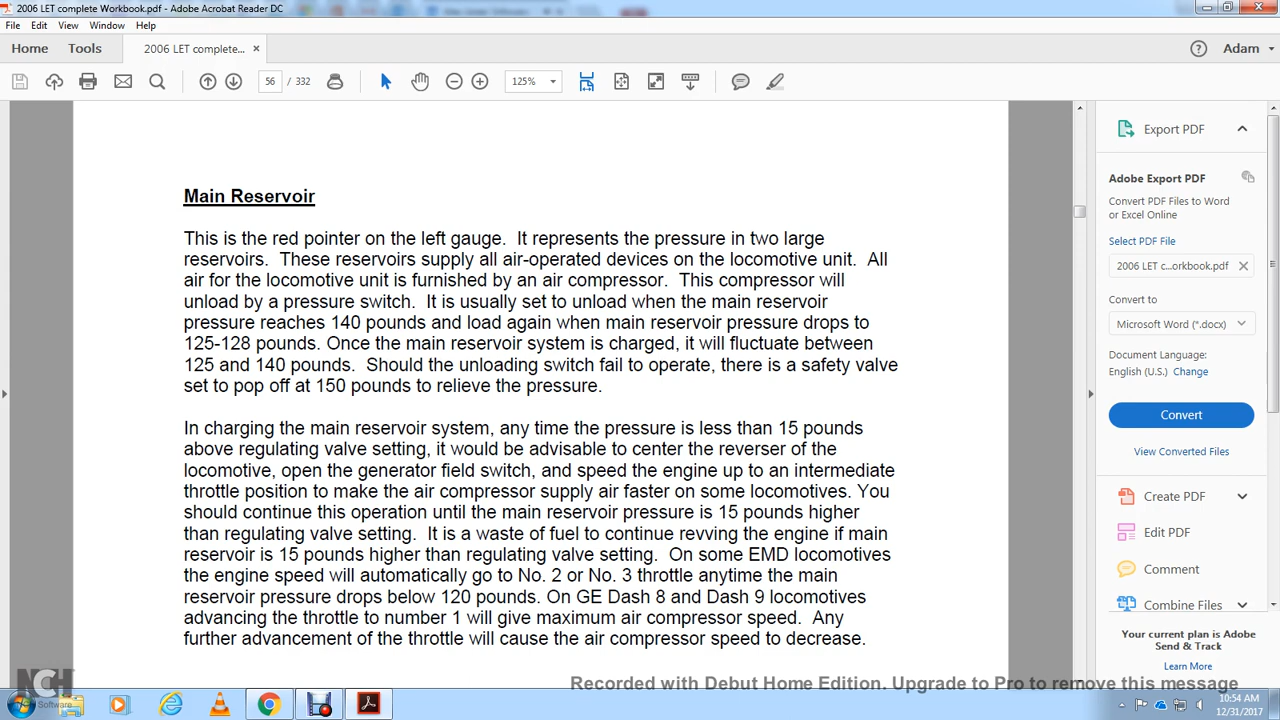 2006 LET complete Workbook.pdf - Adobe Acrobat Reader DC
File Edit View Window Help
Home Tools 2006 LET complete... × Adam
56 / 332 125%
Main Reservoir
This is the red pointer on the left gauge. It represents the pressure in two large
reservoirs. These reservoirs supply all air-operated devices on the locomotive unit. All
air for the locomotive unit is furnished by an air compressor. This compressor will
unload by a pressure switch. It is usually set to unload when the main reservoir
pressure reaches 140 pounds and load again when main reservoir pressure drops to
125-128 pounds. Once the main reservoir system is charged, it will fluctuate between
125 and 140 pounds. Should the unloading switch fail to operate, there is a safety valve
set to pop off at 150 pounds to relieve the pressure.
In charging the main reservoir system, any time the pressure is less than 15 pounds
above regulating valve setting, it would be advisable to center the reverser of the
locomotive, open the generator field switch, and speed the engine up to an intermediate
throttle position to make the air compressor supply air faster on some locomotives. You
should continue this operation until the main reservoir pressure is 15 pounds higher
than regulating valve setting. It is a waste of fuel to continue revving the engine if main
reservoir is 15 pounds higher than regulating valve setting. On some EMD locomotives
the engine speed will automatically go to No. 2 or No. 3 throttle anytime the main
reservoir pressure drops below 120 pounds. On GE Dash 8 and Dash 9 locomotives
advancing the throttle to number 1 will give maximum air compressor speed. Any
further advancement of the throttle will cause the air compressor speed to decrease.
Export PDF
Adobe Export PDF
Convert PDF Files to Word
or Excel Online
Select PDF File
2006 LET c...orkbook.pdf
Convert to
Microsoft Word (*.docx)
Document Language:
English (U.S.) Change
Convert
View Converted Files
Create PDF
Edit PDF
Comment
Combine Files
Your current plan is Adobe
Send & Track
Learn More
NCH
Software
Recorded with Debut Home Edition. Upgrade to Pro to remove this message
10:54 AM
12/31/2017